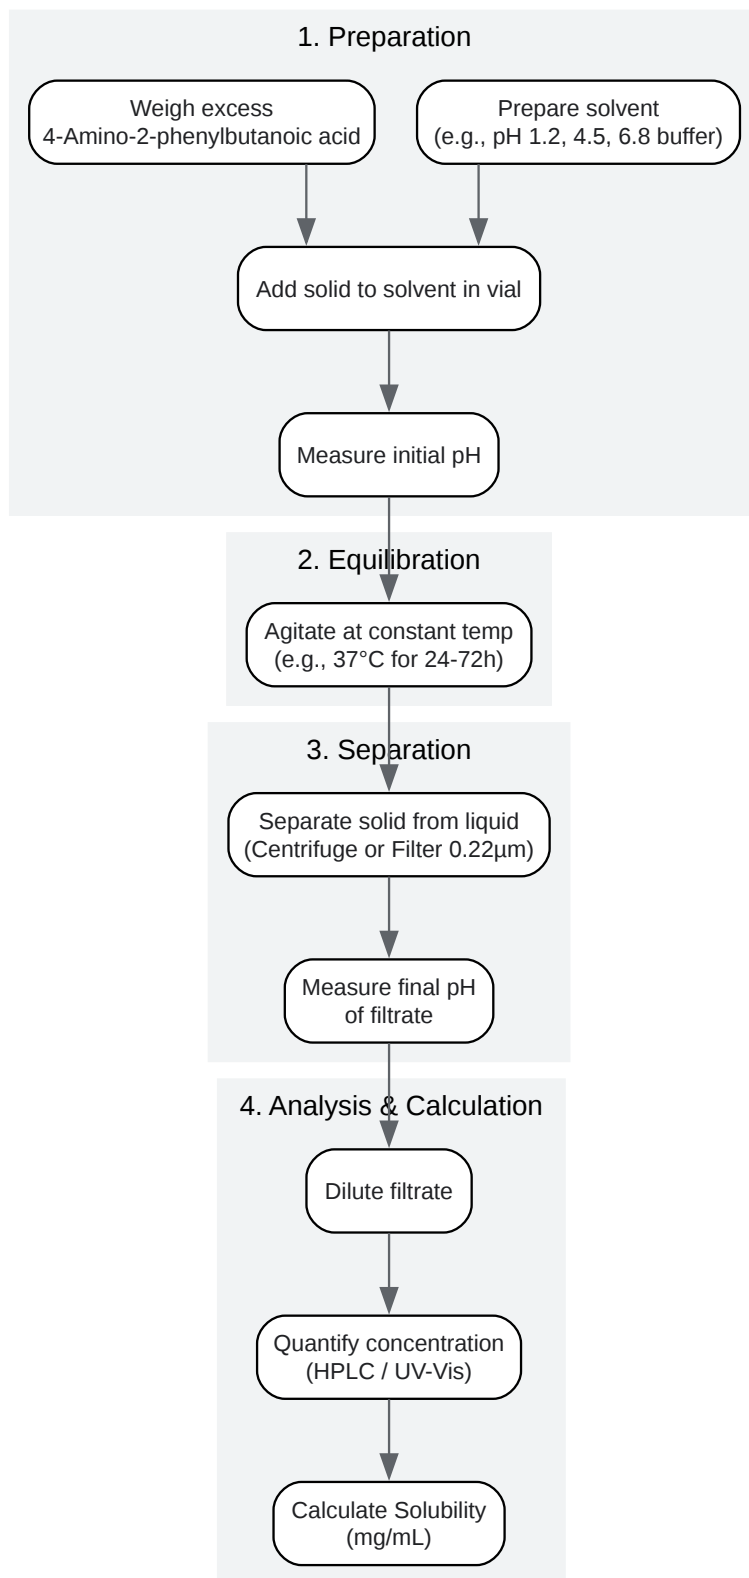 1. Preparation
Weigh excess
4-Amino-2-phenylbutanoic acid
Prepare solvent
(e.g., pH 1.2, 4.5, 6.8 buffer)
Add solid to solvent in vial
Measure initial pH
2. Equilibration
Agitate at constant temp
(e.g., 37°C for 24-72h)
3. Separation
Separate solid from liquid
(Centrifuge or Filter 0.22µm)
Measure final pH
of filtrate
4. Analysis & Calculation
Dilute filtrate
Quantify concentration
(HPLC / UV-Vis)
Calculate Solubility
(mg/mL)